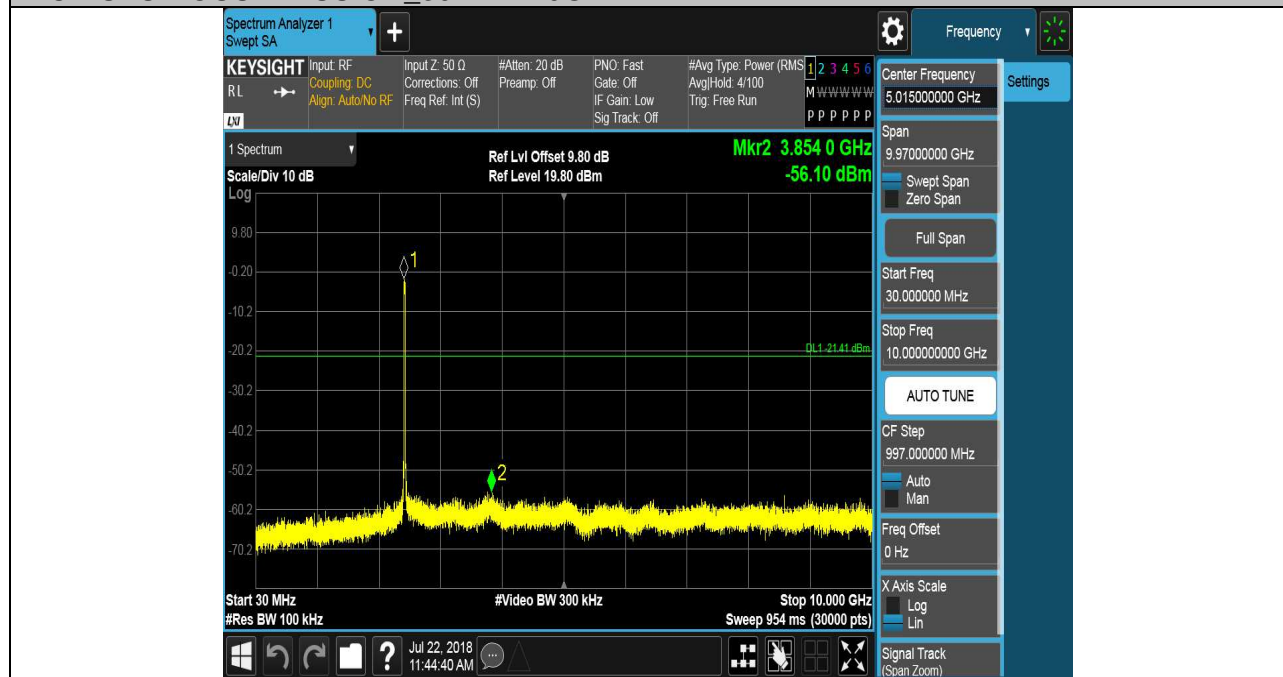 Spectrum Analyzer 1
Swept SA
+
Frequency
KEYSIGHT
RL
LXI
Input: RF
Coupling: DC
Align: Auto/No RF
Input Z: 50 Ω
Corrections: Off
Freq Ref: Int (S)
#Atten: 20 dB
Preamp: Off
PNO: Fast
Gate: Off
IF Gain: Low
Sig Track: Off
#Avg Type: Power (RMS
Avg|Hold: 4/100
Trig: Free Run
1 2 3 4 5 6
M W W W W W
P P P P P P
1 Spectrum
Scale/Div 10 dB
Ref Lvl Offset 9.80 dB
Ref Level 19.80 dBm
Mkr2 3.854 0 GHz
-56.10 dBm
Log
9.80
-0.20
-10.2
-20.2
-30.2
-40.2
-50.2
-60.2
-70.2
1
DL1 -21.41 dBm
2
Start 30 MHz
#Res BW 100 kHz
#Video BW 300 kHz
Stop 10.000 GHz
Sweep 954 ms (30000 pts)
?
Jul 22, 2018
11:44:40 AM
Center Frequency
5.015000000 GHz
Span
9.97000000 GHz
Swept Span
Zero Span
Full Span
Start Freq
30.000000 MHz
Stop Freq
10.000000000 GHz
AUTO TUNE
CF Step
997.000000 MHz
Auto
Man
Freq Offset
0 Hz
X Axis Scale
Log
Lin
Signal Track
(Span Zoom)
Settings